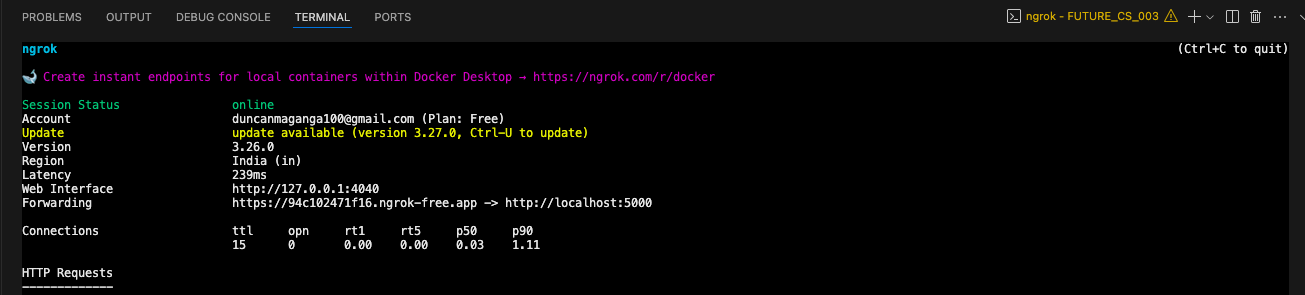 PROBLEMS OUTPUT DEBUG CONSOLE TERMINAL PORTS ngrok - FUTURE_CS_003
ngrok (Ctrl+C to quit)
Create instant endpoints for local containers within Docker Desktop → https://ngrok.com/r/docker
Session Status online
Account duncanmaganga100@gmail.com (Plan: Free)
Update update available (version 3.27.0, Ctrl-U to update)
Version 3.26.0
Region India (in)
Latency 239ms
Web Interface http://127.0.0.1:4040
Forwarding https://94c102471f16.ngrok-free.app -> http://localhost:5000
Connections ttl opn rt1 rt5 p50 p90
15 0 0.00 0.00 0.03 1.11
HTTP Requests
-------------